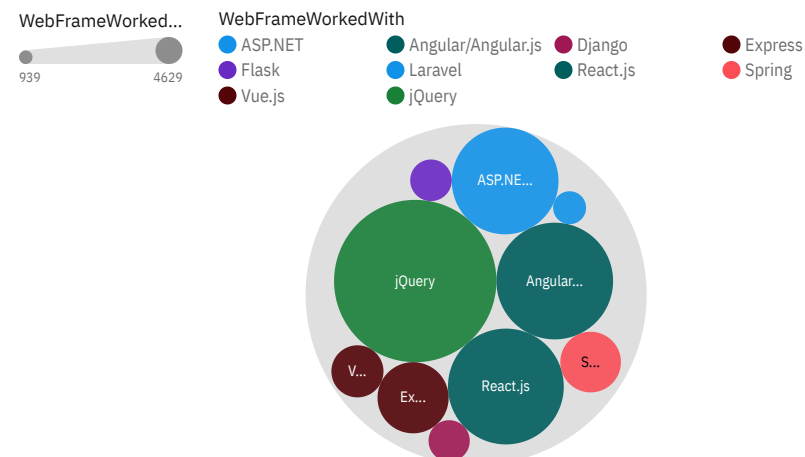 WebFrameWorked...
939 4629
WebFrameWorkedWith
ASP.NET Angular/Angular.js Django Express
Flask Laravel React.js Spring
Vue.js jQuery
ASP.NE...
jQuery Angular...
V... Ex... React.js S...